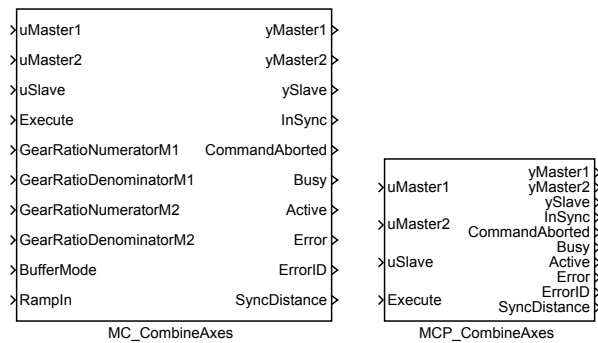 uMaster1 yMaster1
uMaster2 yMaster2
uSlave ySlave
Execute InSync
GearRatioNumeratorM1 CommandAborted
GearRatioDenominatorM1 Busy
GearRatioNumeratorM2 Active
GearRatioDenominatorM2 Error
BufferMode ErrorID
RampIn SyncDistance
MC_CombineAxes
uMaster1
uMaster2
uSlave
Execute
yMaster1
yMaster2
ySlave
InSync
CommandAborted
Busy
Active
Error
ErrorID
SyncDistance
MCP_CombineAxes